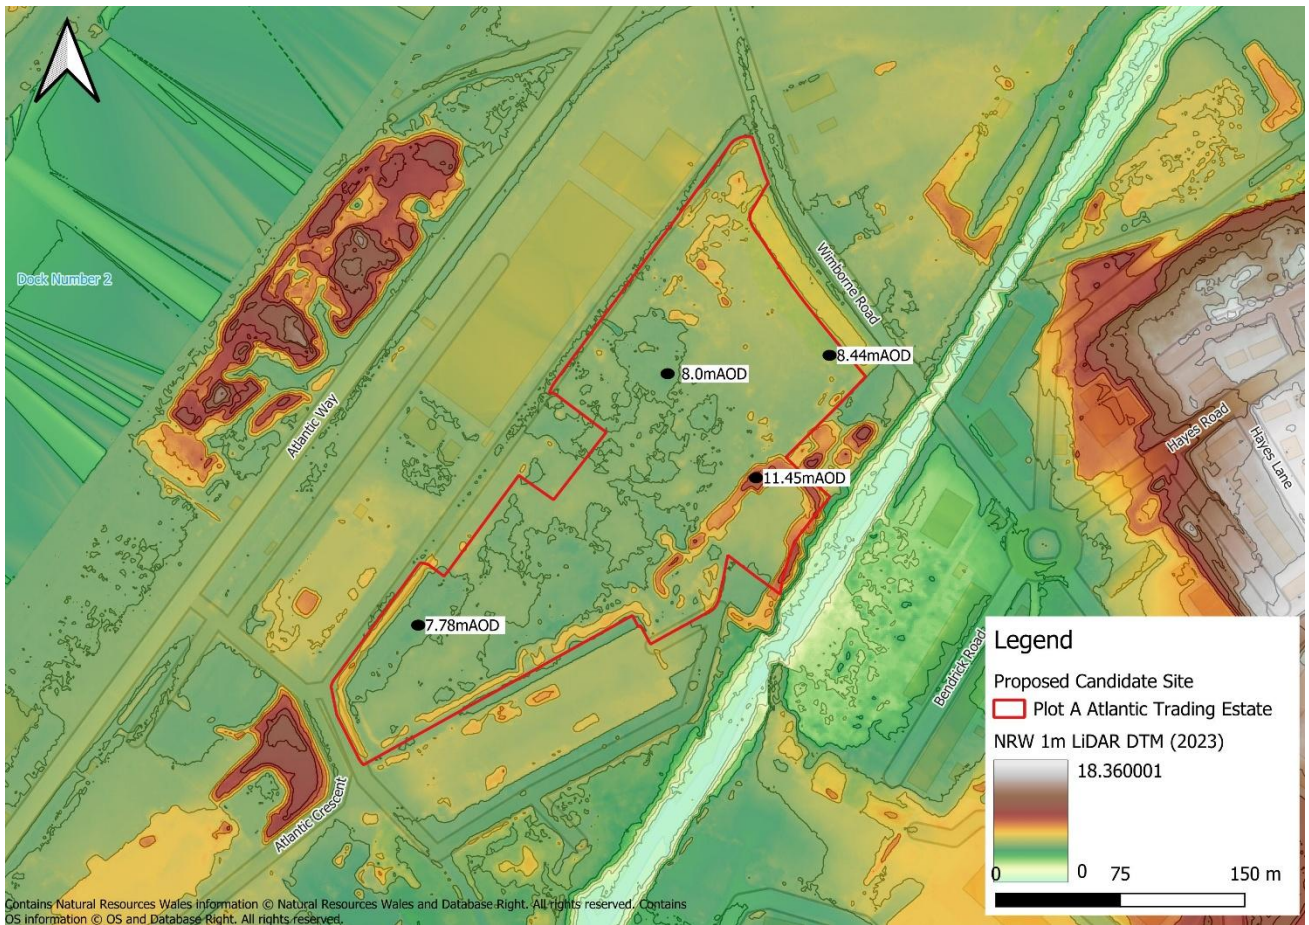 Dock Number 2
Atlantic Way
Wimborne Road
8.44mAOD
8.0mAOD
Hayes Road
Hayes Lane
11.45mAOD
7.78mAOD
Bendrick Road
Atlantic Crescent
Legend
Proposed Candidate Site
Plot A Atlantic Trading Estate
NRW 1m LiDAR DTM (2023)
18.360001
0
0 75 150 m
Contains Natural Resources Wales information © Natural Resources Wales and Database Right. All rights reserved. Contains
OS information © OS and Database Right. All rights reserved.